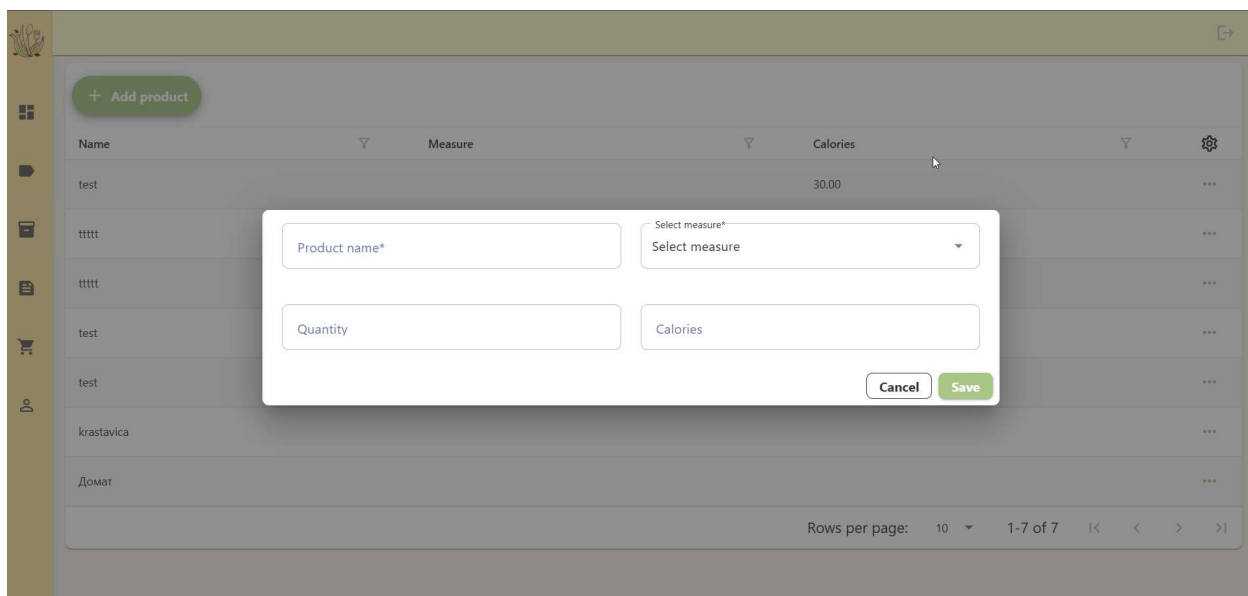 + Add product
Name Measure Calories
test 30.00
ttttt
ttttt
test
test
krastavica
Домат
Product name*
Select measure*
Select measure
Quantity
Calories
Cancel Save
Rows per page: 10 1-7 of 7